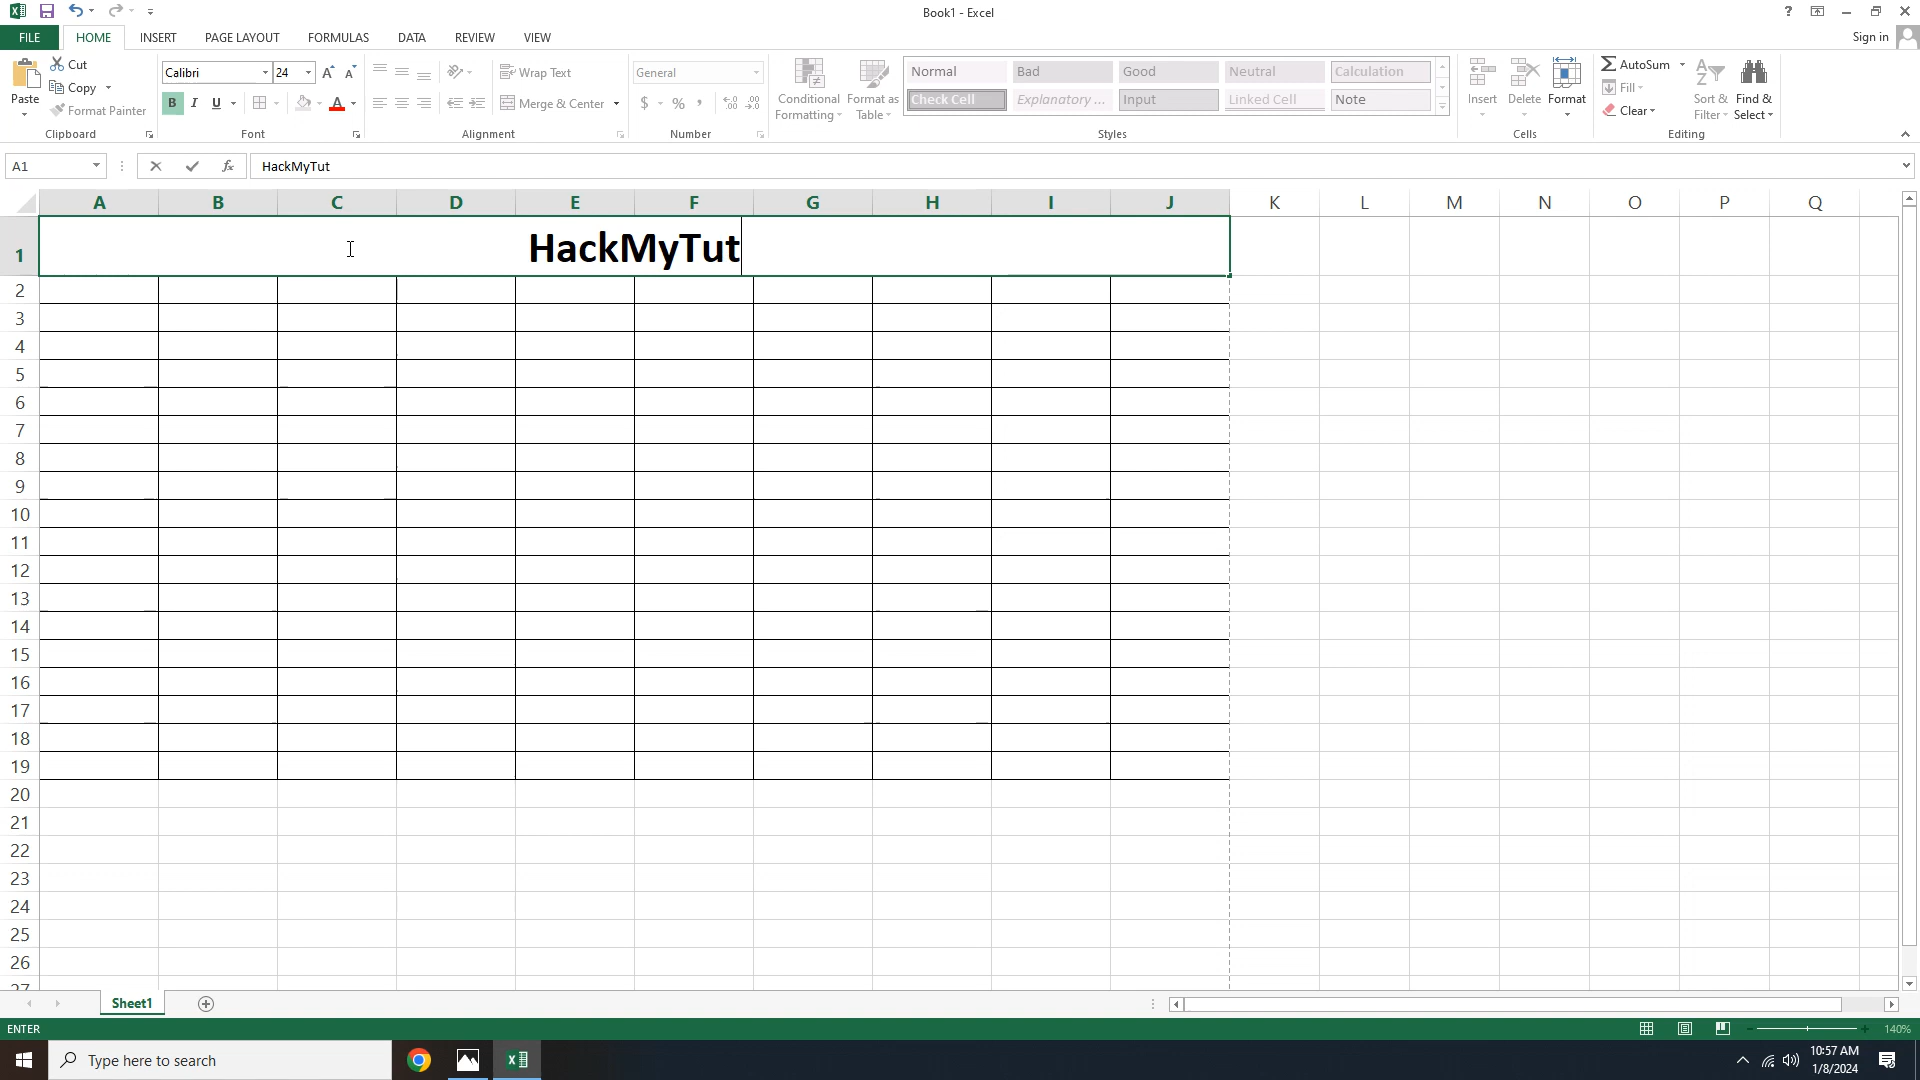 Book1 - Excel
?
FILE
HOME
INSERT
PAGE LAYOUT
FORMULAS
DATA
REVIEW
VIEW
Sign in
Paste
Cut
Copy
Format Painter
Clipboard
Calibri
24
B I U
Font
Wrap Text
Merge & Center
Alignment
General
$ % ,
Number
Conditional Formatting
Format as Table
Normal
Bad
Good
Neutral
Calculation
Check Cell
Explanatory ...
Input
Linked Cell
Note
Styles
Insert
Delete
Format
Cells
AutoSum
Fill
Clear
Sort & Filter
Find & Select
Editing
A1
fx
HackMyTut
A B C D E F G H I J K L M N O P Q
1
HackMyTut
2
3
4
5
6
7
8
9
10
11
12
13
14
15
16
17
18
19
20
21
22
23
24
25
26
27
Sheet1
ENTER
140%
Type here to search
10:57 AM
1/8/2024